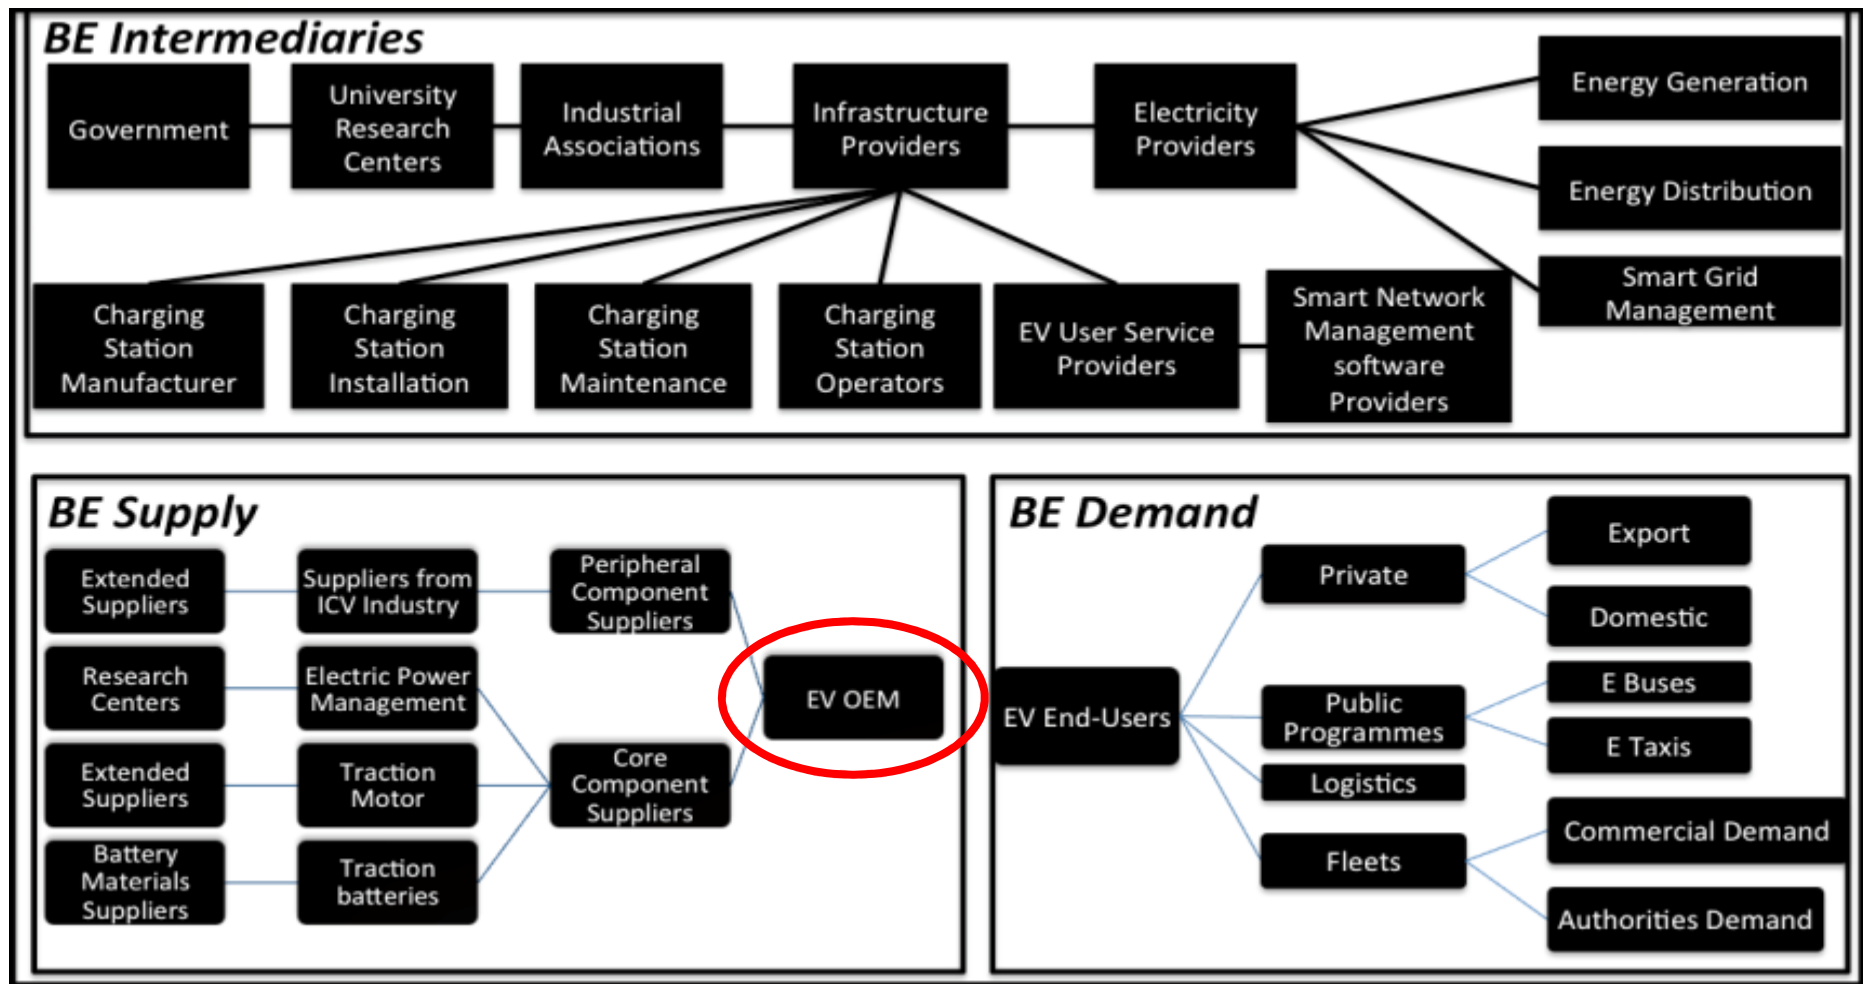 BE Intermediaries
Government
University
Research
Centers
Industrial
Associations
Infrastructure
Providers
Electricity
Providers
Energy Generation
Energy Distribution
Smart Grid
Management
Charging
Station
Manufacturer
Charging
Station
Installation
Charging
Station
Maintenance
Charging
Station
Operators
EV User Service
Providers
Smart Network
Management
software
Providers
BE Supply
Extended
Suppliers
Suppliers from
ICV Industry
Peripheral
Component
Suppliers
Research
Centers
Electric Power
Management
EV OEM
Extended
Suppliers
Traction
Motor
Core
Component
Suppliers
Battery
Materials
Suppliers
Traction
batteries
BE Demand
EV End-Users
Private
Export
Domestic
Public
Programmes
E Buses
E Taxis
Logistics
Fleets
Commercial Demand
Authorities Demand